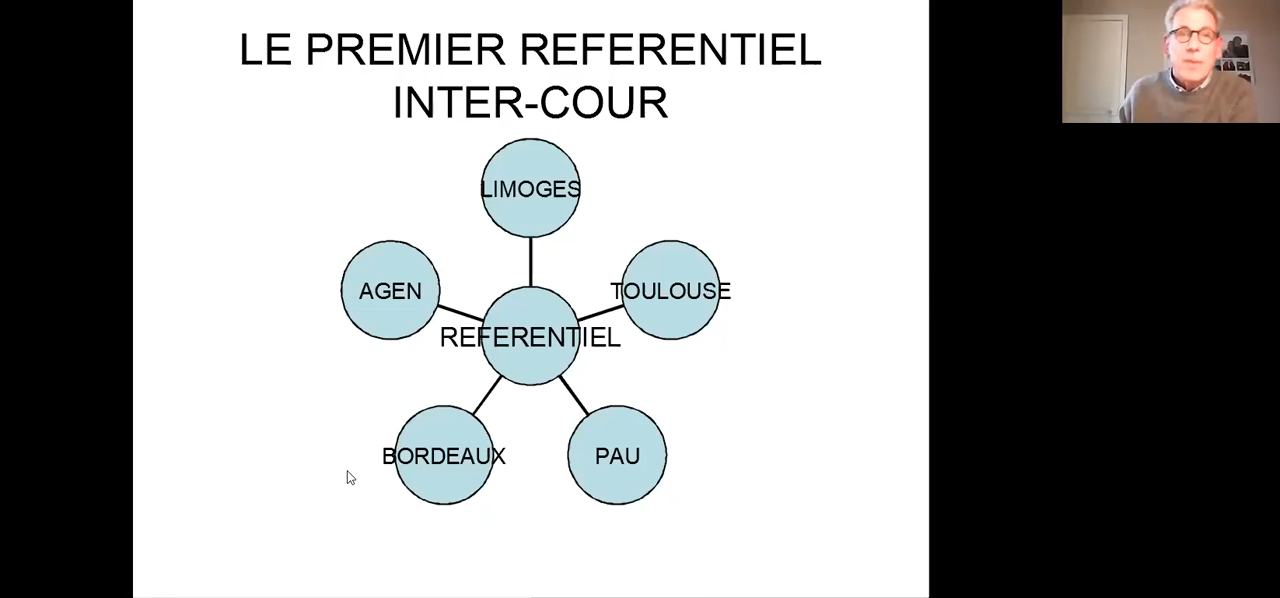 LE PREMIER REFERENTIEL
INTER-COUR
LIMOGES
AGEN
TOULOUSE
REFERENTIEL
BORDEAUX
PAU